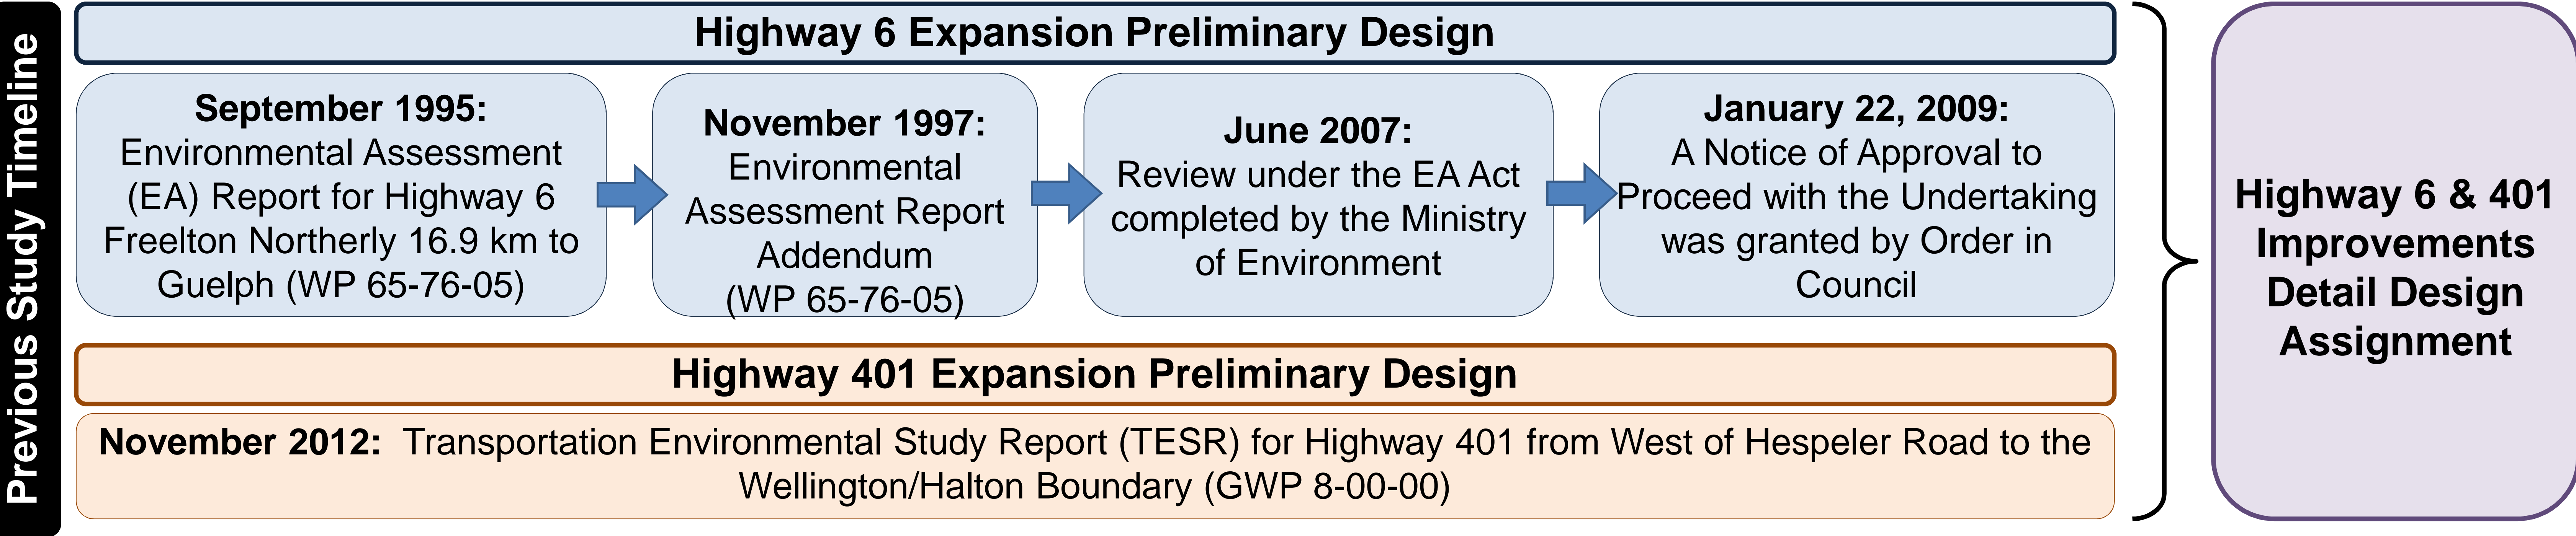 Previous Study Timeline
Highway 6 Expansion Preliminary Design
September 1995:
Environmental Assessment
(EA) Report for Highway 6
Freelton Northerly 16.9 km to
Guelph (WP 65-76-05)
November 1997:
Environmental
Assessment Report
Addendum
(WP 65-76-05)
June 2007:
Review under the EA Act
completed by the Ministry
of Environment
January 22, 2009:
A Notice of Approval to
Proceed with the Undertaking
was granted by Order in
Council
Highway 401 Expansion Preliminary Design
November 2012: Transportation Environmental Study Report (TESR) for Highway 401 from West of Hespeler Road to the
Wellington/Halton Boundary (GWP 8-00-00)
Highway 6 & 401
Improvements
Detail Design
Assignment